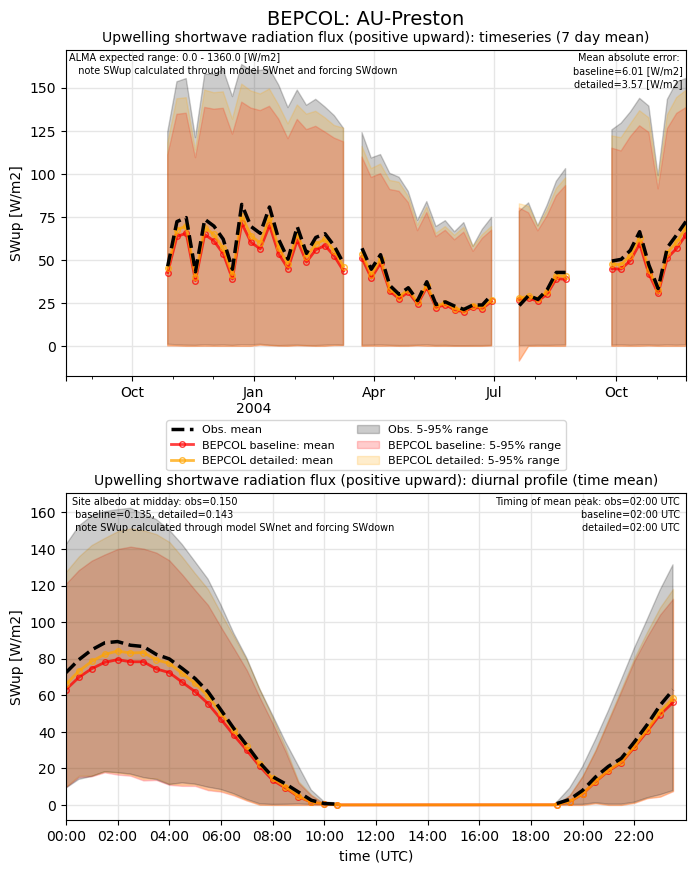 BEPCOL: AU-Preston
Upwelling shortwave radiation flux (positive upward): timeseries (7 day mean)
ALMA expected range: 0.0 - 1360.0 [W/m2]
note SWup calculated through model SWnet and forcing SWdown
Mean absolute error:
baseline=6.01 [W/m2]
detailed=3.57 [W/m2]
SWup [W/m2]
150
125
100
75
50
25
0
Oct
Jan
2004
Apr
Jul
Oct
Obs. mean
BEPCOL baseline: mean
BEPCOL detailed: mean
Obs. 5-95% range
BEPCOL baseline: 5-95% range
BEPCOL detailed: 5-95% range
Upwelling shortwave radiation flux (positive upward): diurnal profile (time mean)
Site albedo at midday: obs=0.150
baseline=0.135, detailed=0.143
note SWup calculated through model SWnet and forcing SWdown
Timing of mean peak: obs=02:00 UTC
baseline=02:00 UTC
detailed=02:00 UTC
SWup [W/m2]
160
140
120
100
80
60
40
20
0
00:00
02:00
04:00
06:00
08:00
10:00
12:00
14:00
16:00
18:00
20:00
22:00
time (UTC)